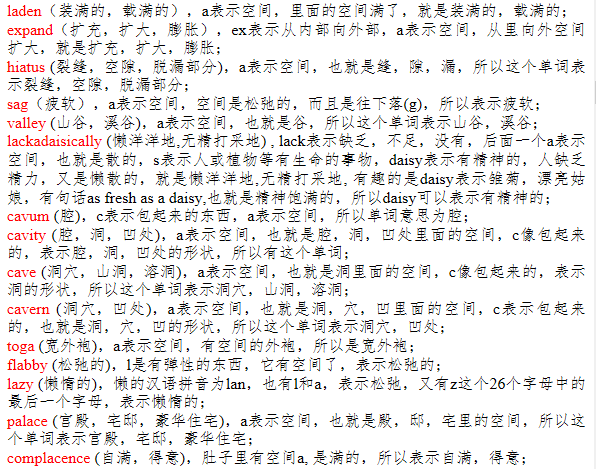 laden（装满的，载满的），a表示空间，里面的空间满了，就是装满的，载满的；
expand（扩充，扩大，膨胀），ex表示从内部向外部，a表示空间，从里向外空间
扩大，就是扩充，扩大，膨胀；
hiatus (裂缝，空隙，脱漏部分)，a表示空间，也就是缝，隙，漏，所以这个单词表
示裂缝，空隙，脱漏部分；
sag（疲软），a表示空间，空间是松弛的，而且是往下落(g)，所以表示疲软；
valley (山谷，溪谷)，a表示空间，也就是谷，所以这个单词表示山谷，溪谷；
lackadaisically (懒洋洋地,无精打采地) , lack表示缺乏，不足，没有，后面一个a表示
空间，也就是散的，s表示人或植物等有生命的事物，daisy表示有精神的，人缺乏
精力，又是懒散的，就是懒洋洋地,无精打采地, 有趣的是daisy表示雏菊，漂亮姑
娘，有句话as fresh as a daisy,也就是精神饱满的，所以daisy可以表示有精神的；
cavum (腔)，c表示包起来的东西，a表示空间，所以单词意思为腔；
cavity (腔，洞，凹处)，a表示空间，也就是腔，洞，凹处里面的空间，c像包起来
的，表示腔，洞，凹处的形状，所以有这个单词；
cave (洞穴，山洞，溶洞)，a表示空间，也就是洞里面的空间，c像包起来的，表示
洞的形状，所以这个单词表示洞穴，山洞，溶洞；
cavern (洞穴，凹处)，a表示空间，也就是洞，穴，凹里面的空间，c表示包起来
的，也就是洞，穴，凹的形状，所以这个单词表示洞穴，凹处；
toga (宽外袍)，a表示空间，有空间的外袍，所以是宽外袍；
flabby (松弛的)，l是有弹性的东西，它有空间了，表示松弛的；
lazy (懒惰的)，懒的汉语拼音为lan，也有l和a，表示松弛，又有z这个26个字母中的
最后一个字母，表示懒惰的；
palace (宫殿，宅邸，豪华住宅)，a表示空间，也就是殿，邸，宅里的空间，所以这
个单词表示宫殿，宅邸，豪华住宅；
complacence (自满，得意)，肚子里有空间a, 是满的，所以表示自满，得意；